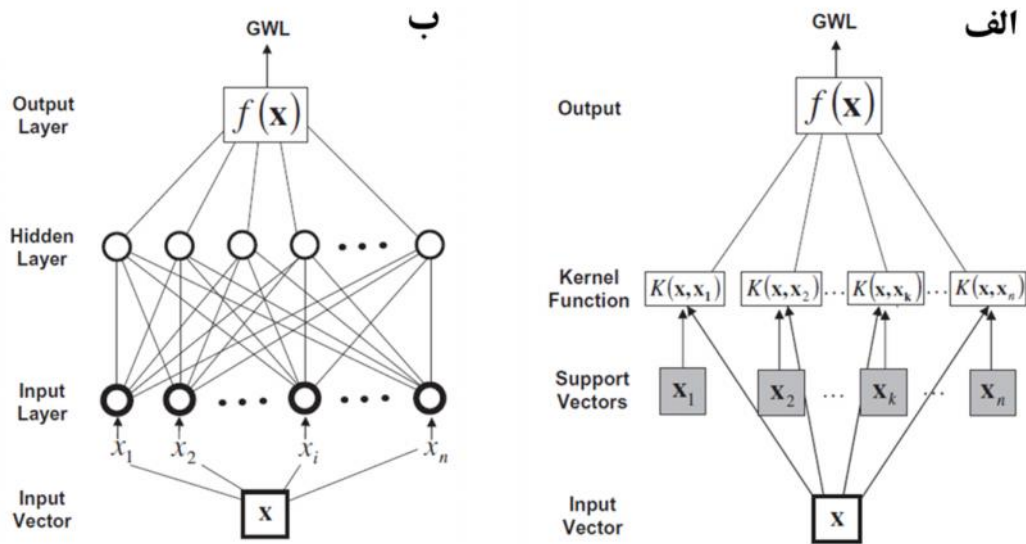 ب
GWL
Output Layer
f(x)
Hidden Layer
• • •
Input Layer
• • • •
• • • •
x₁ x₂ xᵢ xₙ
Input Vector
x
الف
GWL
Output
f(x)
Kernel Function
K(x,x₁) K(x,x₂) ... K(x,xₖ) ... K(x,xₙ)
Support Vectors
x₁ x₂ ... xₖ ... xₙ
Input Vector
x